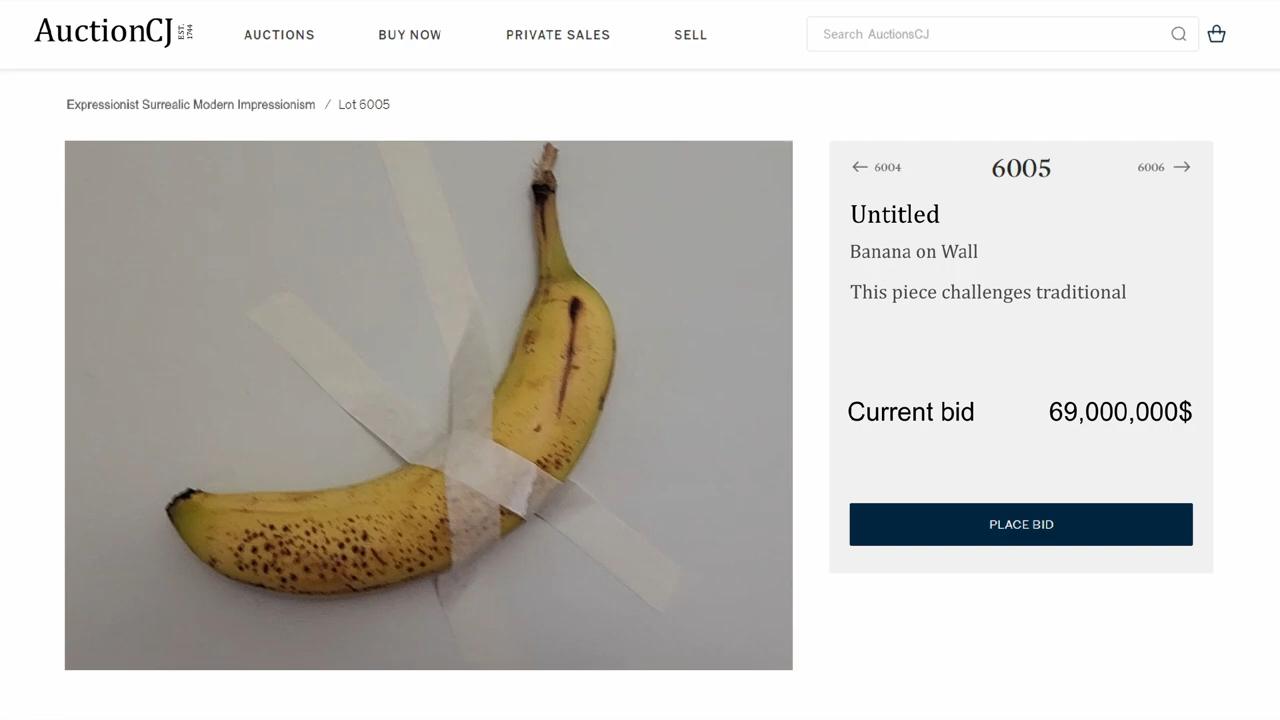 AuctionCJ EST. 1744
AUCTIONS BUY NOW PRIVATE SALES SELL Search AuctionsCJ
Expressionist Surrealic Modern Impressionism / Lot 6005
← 6004 6005 6006 →
Untitled
Banana on Wall
This piece challenges traditional
Current bid 69,000,000$
PLACE BID